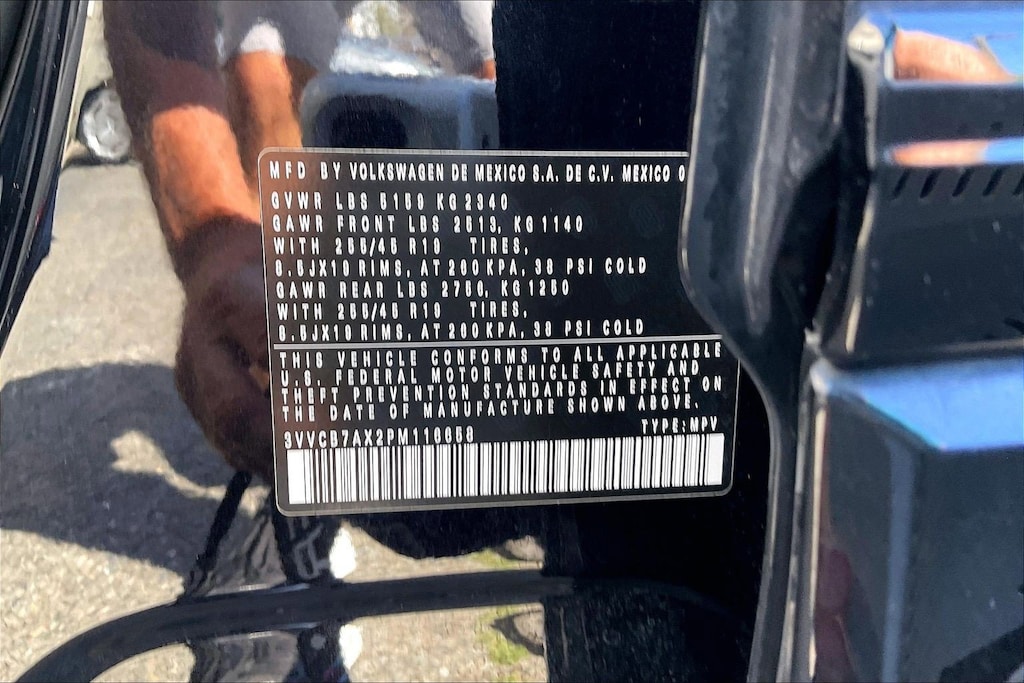 MFD BY VOLKSWAGEN DE MEXICO S.A. DE C.V. MEXICO 0
GVWR LBS 5159 KG 2340
GAWR FRONT LBS 2513, KG 1140
WITH 255/45 R19 TIRES,
8.5JX19 RIMS, AT 260 KPA, 38 PSI COLD
GAWR REAR LBS 2756, KG 1250
WITH 255/45 R19 TIRES,
8.5JX19 RIMS, AT 260 KPA, 38 PSI COLD
THIS VEHICLE CONFORMS TO ALL APPLICABLE
U.S. FEDERAL MOTOR VEHICLE SAFETY AND
THEFT PREVENTION STANDARDS IN EFFECT ON
THE DATE OF MANUFACTURE SHOWN ABOVE.
TYPE: MPV